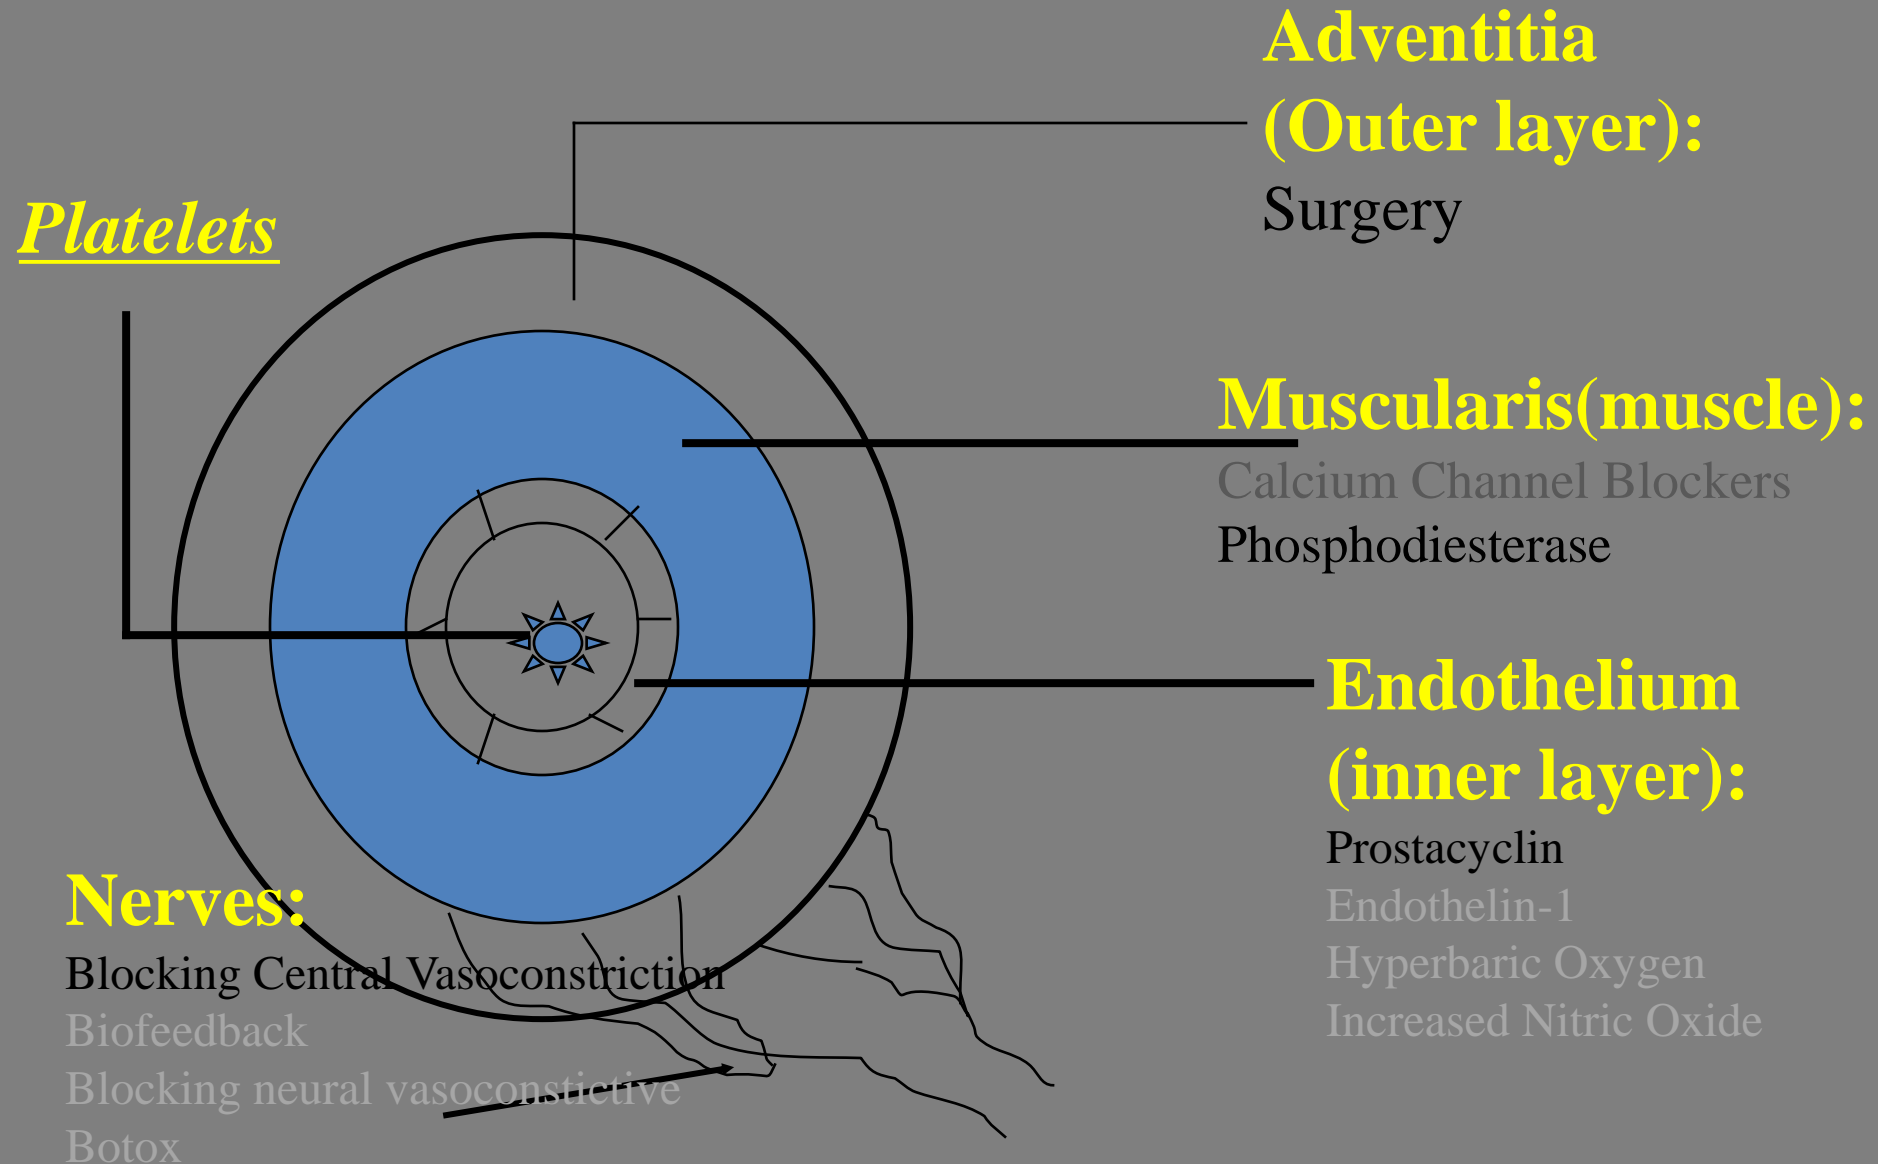 Adventitia
(Outer layer):
Surgery
Platelets
Muscularis(muscle):
Calcium Channel Blockers
Phosphodiesterase
Endothelium
(inner layer):
Prostacyclin
Endothelin-1
Hyperbaric Oxygen
Increased Nitric Oxide
Nerves:
Blocking Central Vasoconstriction
Biofeedback
Blocking neural vasoconstictive
Botox